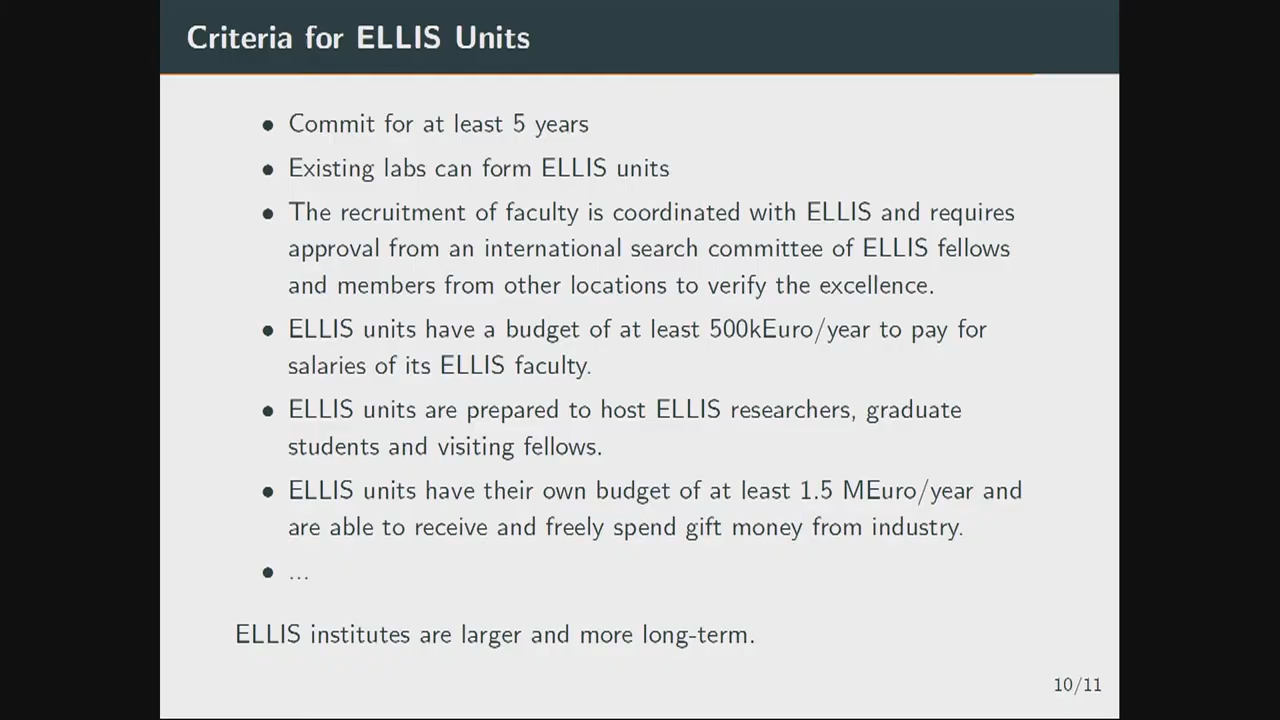 Criteria for ELLIS Units
• Commit for at least 5 years
• Existing labs can form ELLIS units
• The recruitment of faculty is coordinated with ELLIS and requires
approval from an international search committee of ELLIS fellows
and members from other locations to verify the excellence.
• ELLIS units have a budget of at least 500kEuro/year to pay for
salaries of its ELLIS faculty.
• ELLIS units are prepared to host ELLIS researchers, graduate
students and visiting fellows.
• ELLIS units have their own budget of at least 1.5 MEuro/year and
are able to receive and freely spend gift money from industry.
• ...
ELLIS institutes are larger and more long-term.
10/11